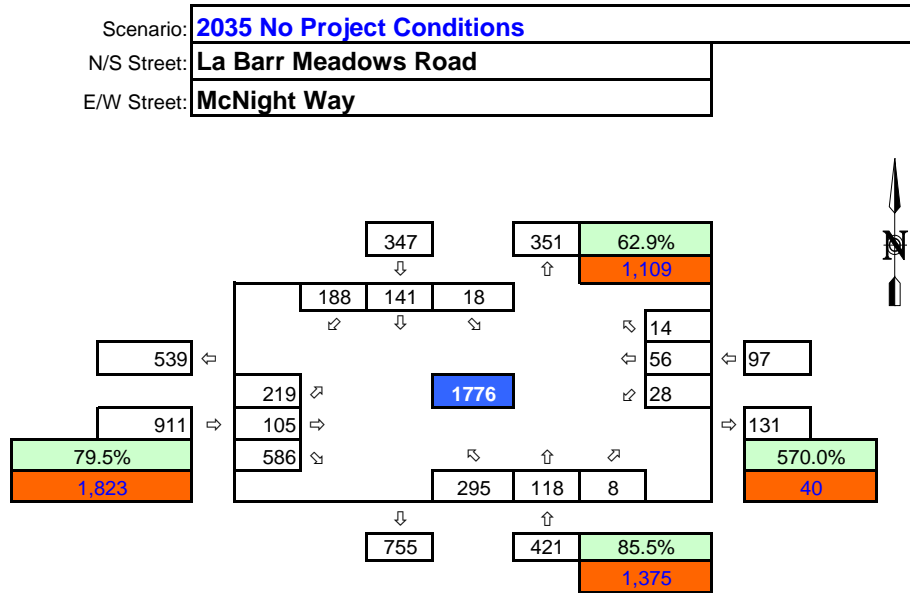 Scenario: 2035 No Project Conditions
N/S Street: La Barr Meadows Road
E/W Street: McNight Way
N
347 351 62.9%
⇩ ⇧ 1,109
188 141 18
⬃ ⇩ ⬂ ⬁ 14
539 ⇦ ⇦ 56 ⇦ 97
219 ⬀ 1776 ⬃ 28
911 ⇨ 105 ⇨ ⇨ 131
79.5% 586 ⬂ ⬁ ⇧ ⬀ 570.0%
1,823 295 118 8 40
⇩ ⇧
755 421 85.5%
1,375